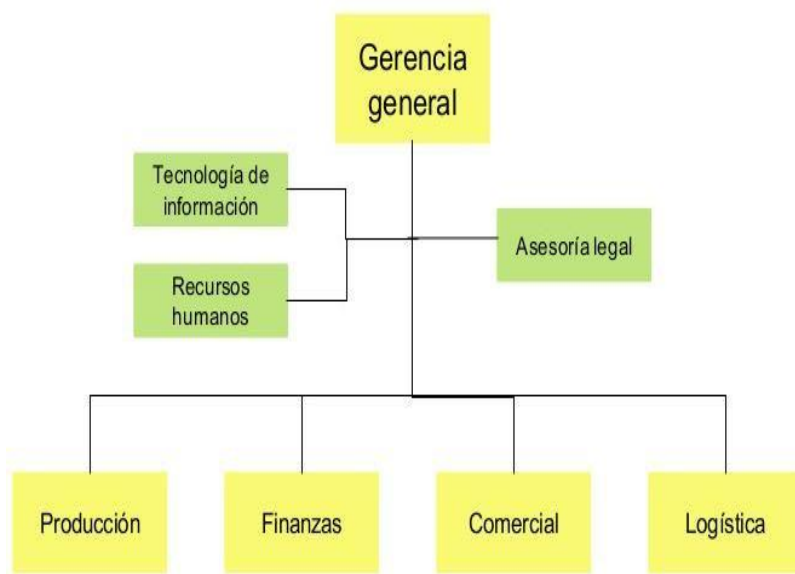 Gerencia
general
Tecnología de
información
Asesoría legal
Recursos
humanos
Producción
Finanzas
Comercial
Logística